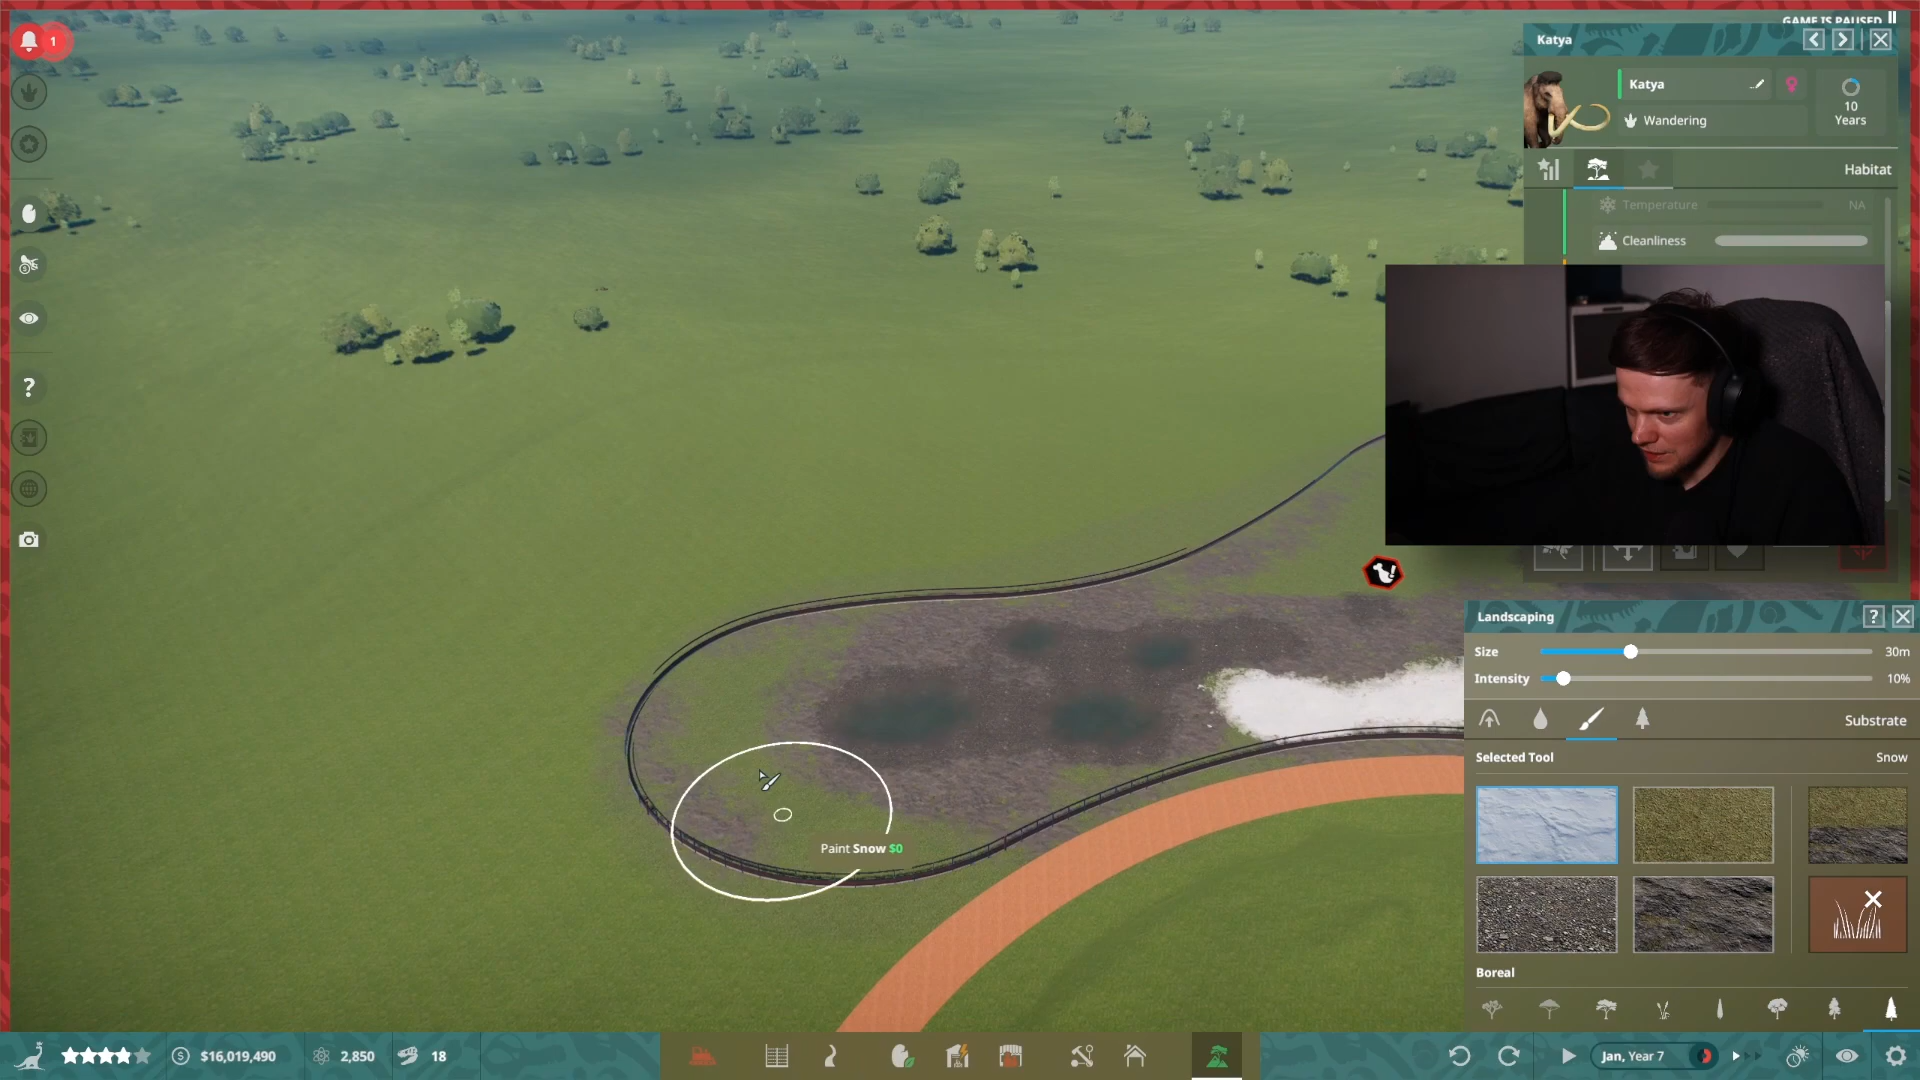 GAME IS PAUSED
1
Katya
Katya
10
Years
Wandering
Habitat
Temperature
NA
Cleanliness
?
Landscaping
?
Size
30m
Intensity
10%
Substrate
Selected Tool
Snow
Paint Snow $0
Boreal
$16,019,490
2,850
18
Jan, Year 7